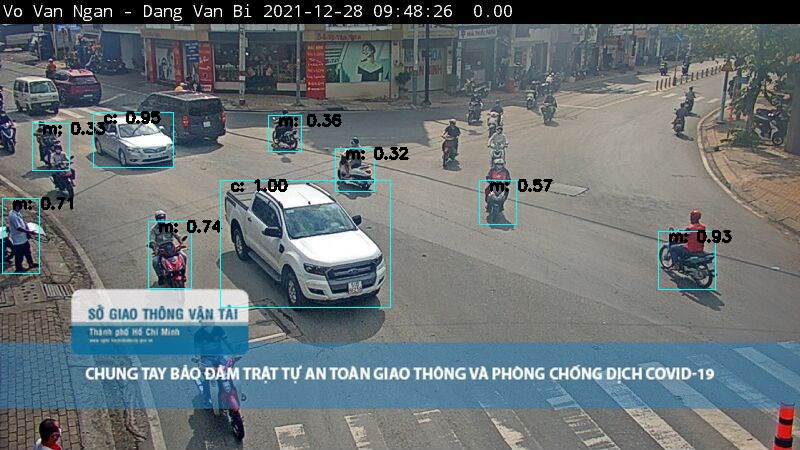 Vo Van Ngan - Dang Van Bi 2021-12-28 09:48:26 0.00
m: 0.33
c: 0.95
m: 0.36
m: 0.32
c: 1.00
m: 0.57
m: 0.71
m: 0.74
m: 0.93
SỞ GIAO THÔNG VẬN TẢI
Thành phố Hồ Chí Minh
CHUNG TAY BẢO ĐẢM TRẬT TỰ AN TOÀN GIAO THÔNG VÀ PHÒNG CHỐNG DỊCH COVID-19